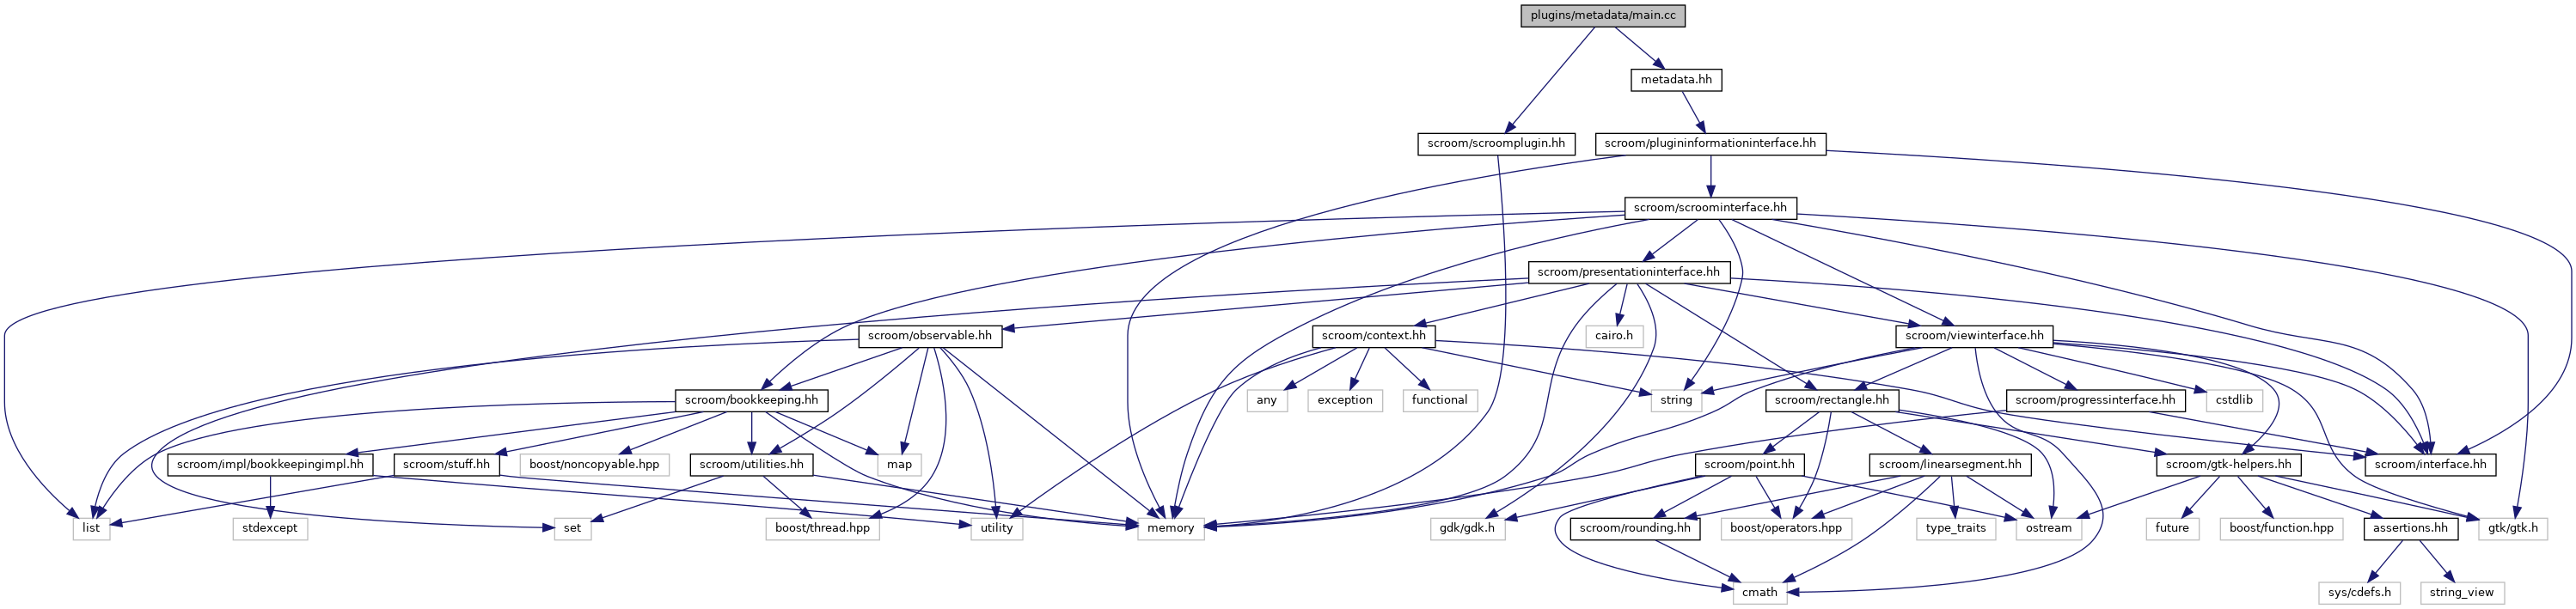 plugins/metadata/main.cc
metadata.hh
scroom/scroomplugin.hh
scroom/plugininformationinterface.hh
scroom/scroominterface.hh
scroom/presentationinterface.hh
scroom/observable.hh
scroom/context.hh
cairo.h
scroom/viewinterface.hh
scroom/bookkeeping.hh
any
exception
functional
string
scroom/rectangle.hh
scroom/progressinterface.hh
cstdlib
scroom/impl/bookkeepingimpl.hh
scroom/stuff.hh
boost/noncopyable.hpp
scroom/utilities.hh
map
scroom/point.hh
scroom/linearsegment.hh
scroom/gtk-helpers.hh
scroom/interface.hh
list
stdexcept
set
boost/thread.hpp
utility
memory
gdk/gdk.h
scroom/rounding.hh
boost/operators.hpp
type_traits
ostream
future
boost/function.hpp
assertions.hh
gtk/gtk.h
cmath
sys/cdefs.h
string_view